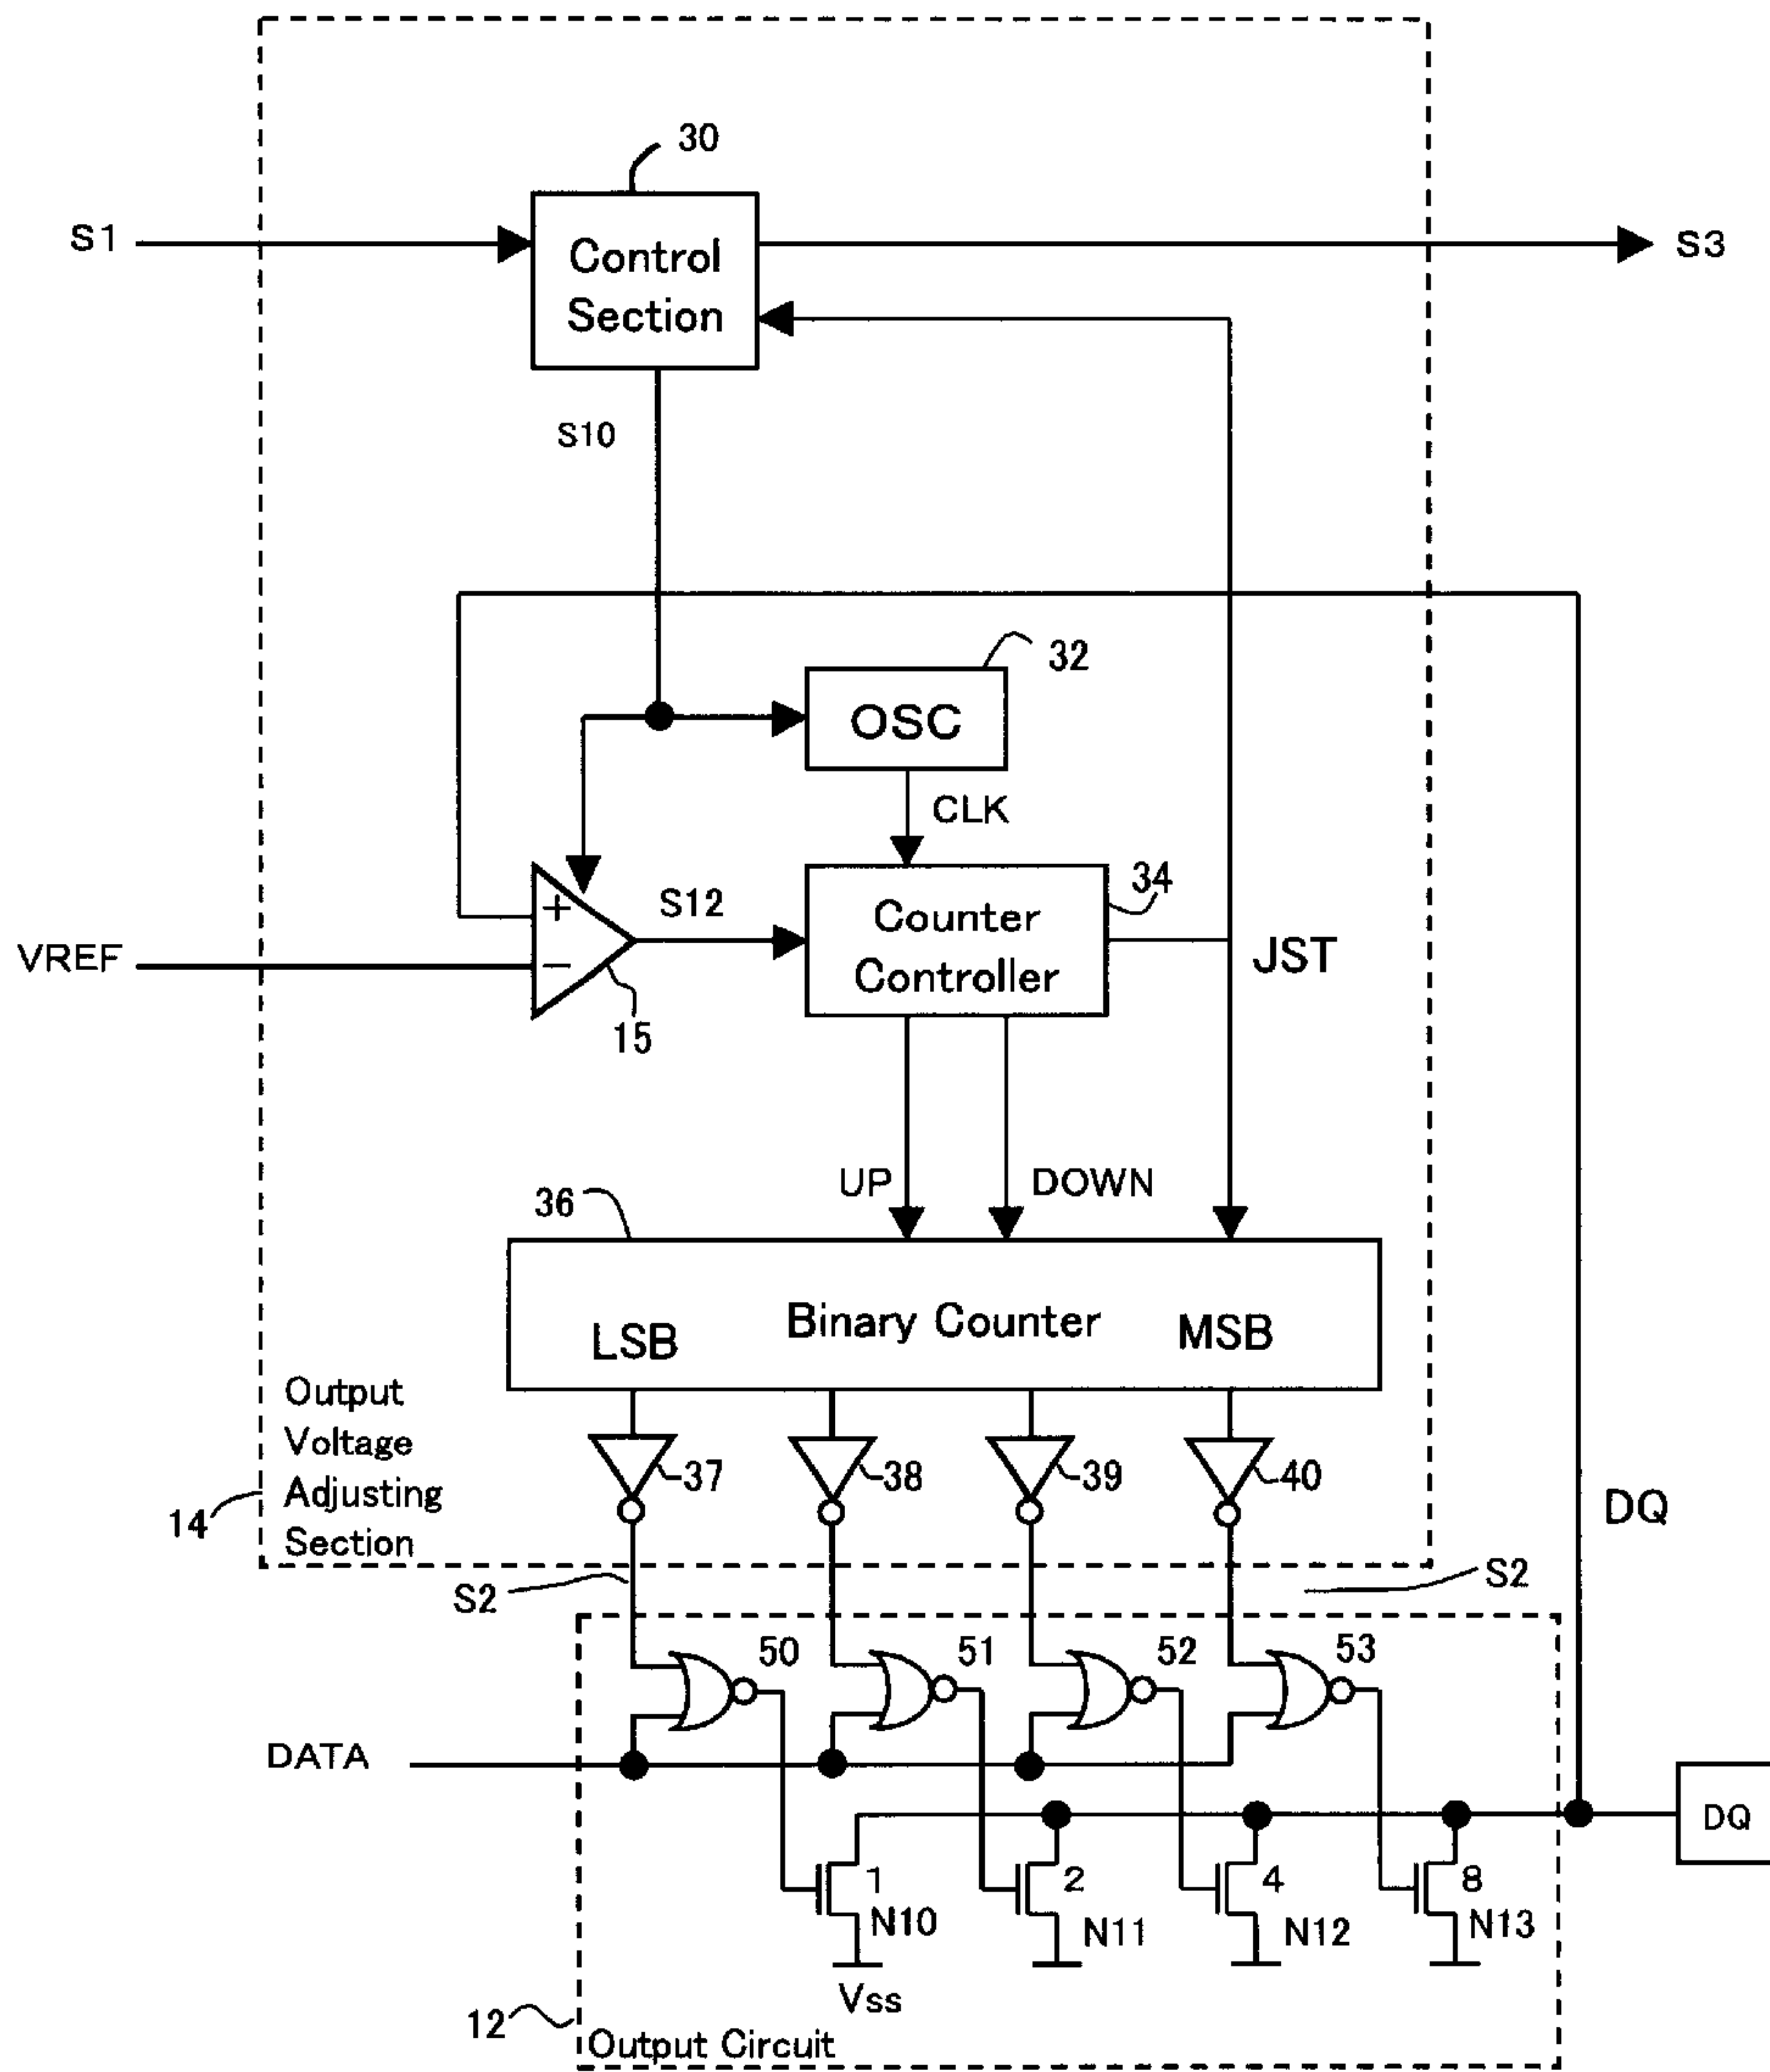 30
S1
Control
Section
S3
S10
32
OSC
CLK
34
S12
Counter
Controller
VREF
+
−
15
JST
UP
DOWN
36
Binary Counter
LSB
MSB
Output
Voltage
Adjusting
Section
14
37
38
39
40
DQ
S2
S2
50
51
52
53
DATA
DQ
1
2
4
8
N10
N11
N12
N13
Vss
12
Output Circuit